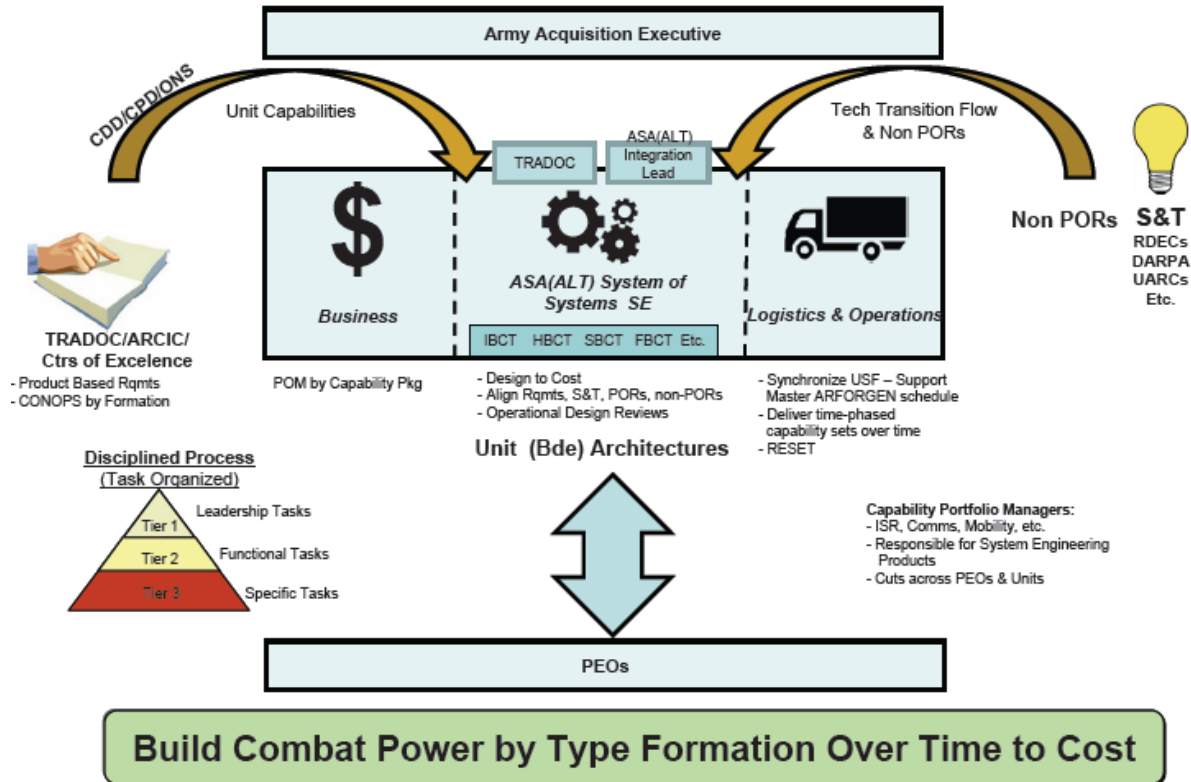 Army Acquisition Executive
CDD/CPD/ONS
Unit Capabilities
Tech Transition Flow
& Non PORs
TRADOC
ASA(ALT)
Integration
Lead
$
Business
ASA(ALT) System of
Systems SE
IBCT HBCT SBCT FBCT Etc.
Logistics & Operations
Non PORs
S&T
RDECs
DARPA
UARCs
Etc.
TRADOC/ARCIC/
Ctrs of Excelence
- Product Based Rqmts
- CONOPS by Formation
POM by Capability Pkg
- Design to Cost
- Align Rqmts, S&T, PORs, non-PORs
- Operational Design Reviews
- Synchronize USF – Support
Master ARFORGEN schedule
- Deliver time-phased
capability sets over time
- RESET
Unit (Bde) Architectures
Disciplined Process
(Task Organized)
Tier 1
Leadership Tasks
Tier 2
Functional Tasks
Tier 3
Specific Tasks
Capability Portfolio Managers:
- ISR, Comms, Mobility, etc.
- Responsible for System Engineering
Products
- Cuts across PEOs & Units
PEOs
Build Combat Power by Type Formation Over Time to Cost